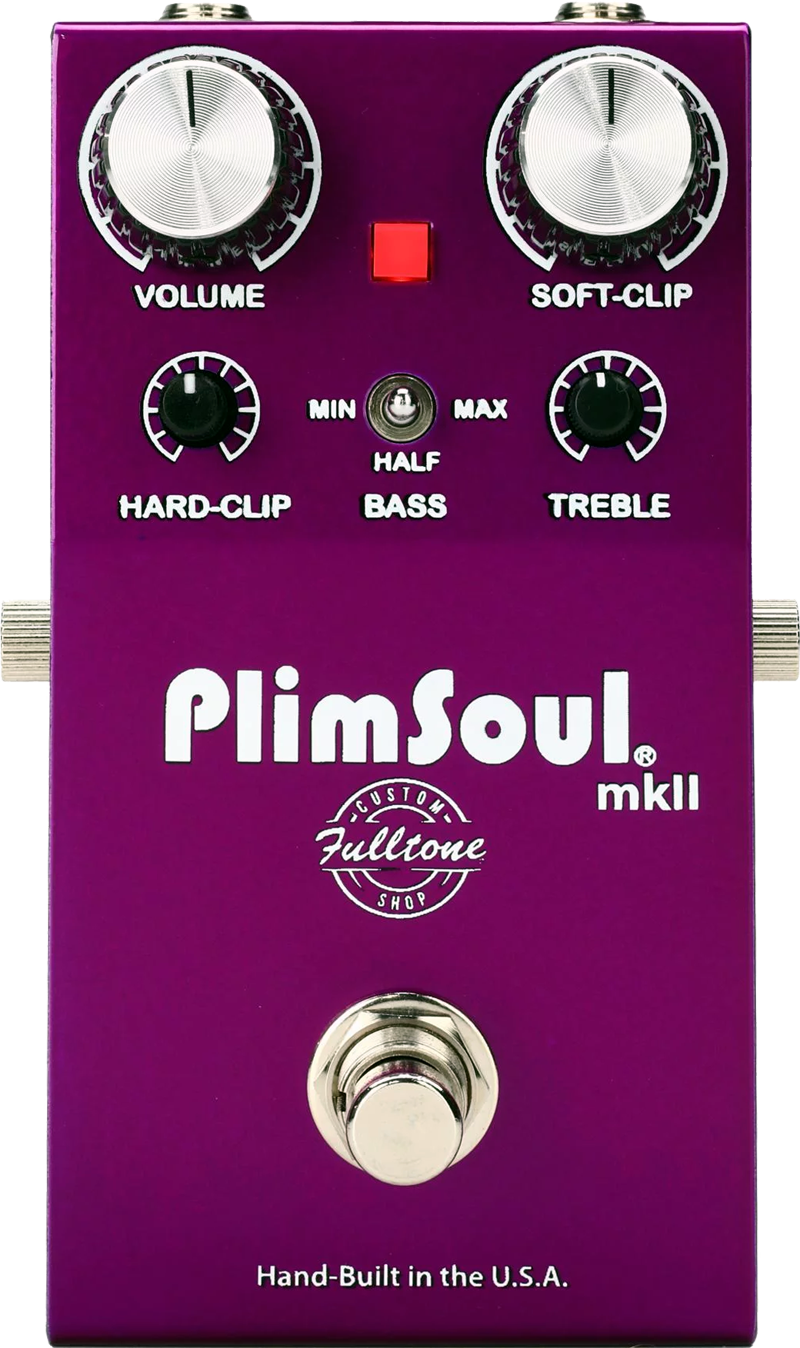 VOLUME
SOFT-CLIP
MIN
MAX
HALF
HARD-CLIP
BASS
TREBLE
PlimSoul®
mkII
CUSTOM
Fulltone
SHOP
Hand-Built in the U.S.A.